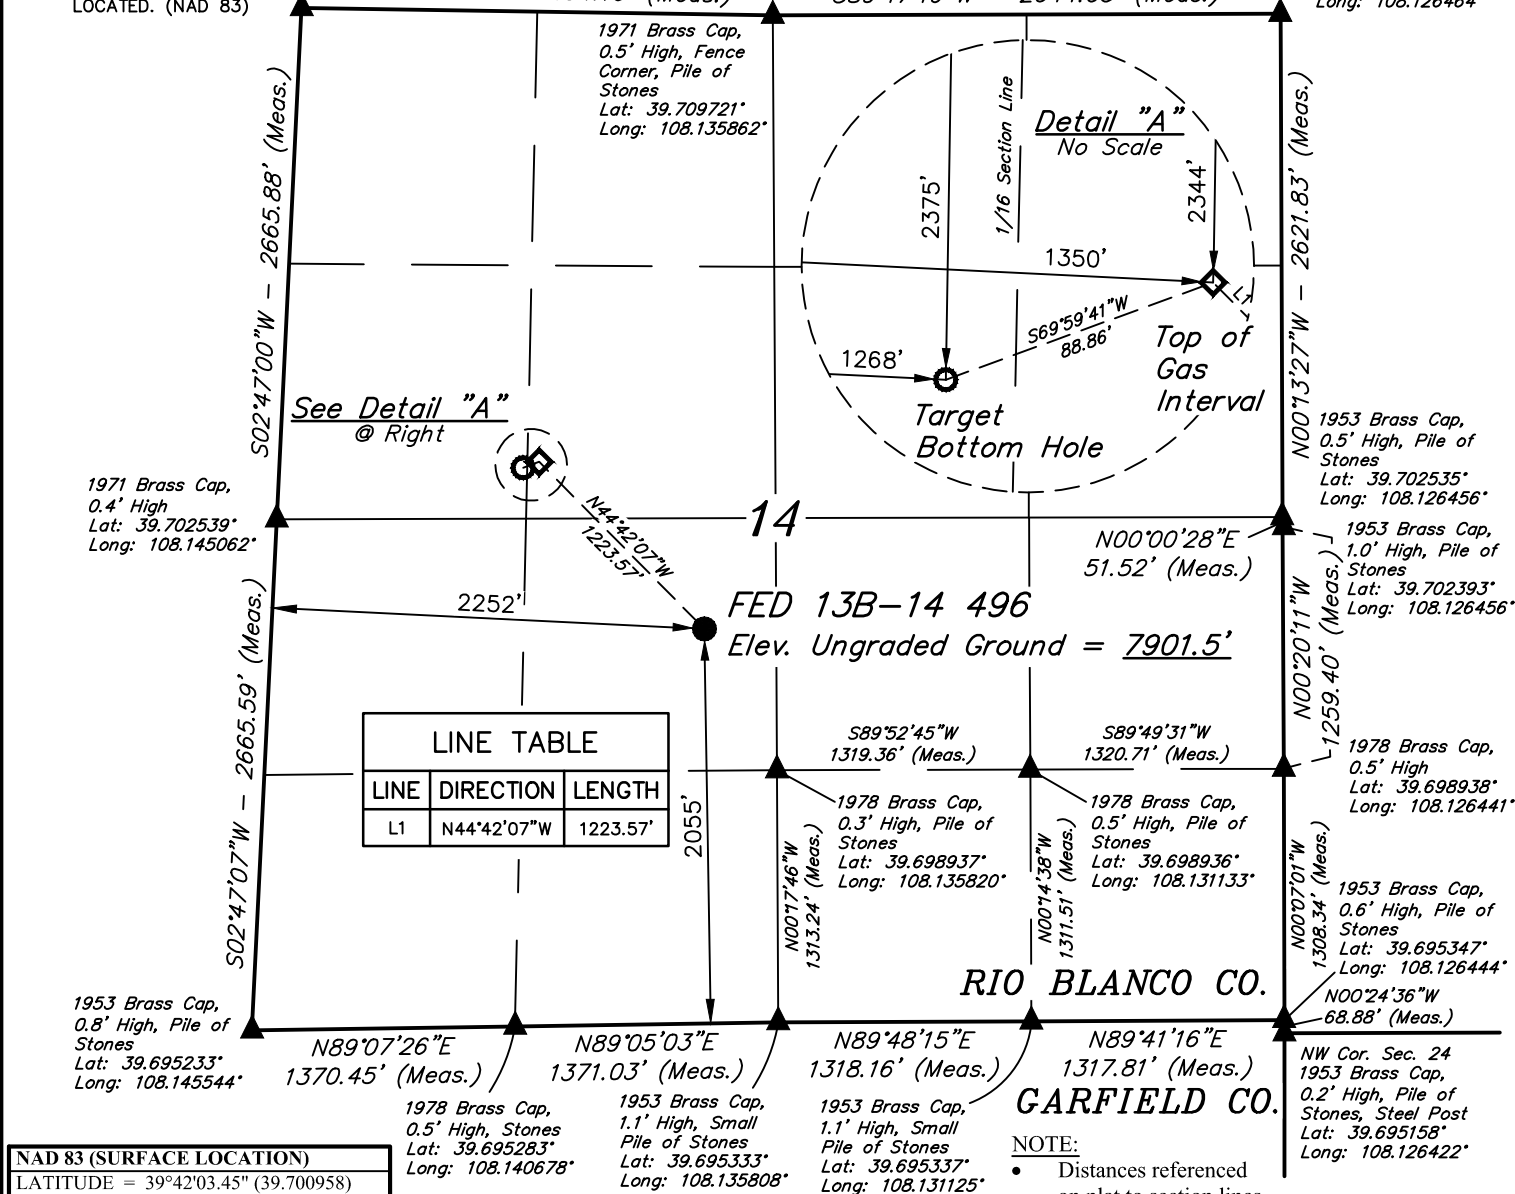 LOCATED. (NAD 83)
1971 Brass Cap,
0.5' High, Fence
Corner, Pile of
Stones
Lat: 39.709721°
Long: 108.135862°
Long: 108.126464°
S02°47'00"W - 2665.88' (Meas.)
1/16 Section Line
Detail "A"
No Scale
2375'
2344'
1350'
S69°59'41"W
88.86'
1268'
L1
Top of
Gas
Interval
Target
Bottom Hole
N00°13'27"W - 2621.83' (Meas.)
See Detail "A"
@ Right
1953 Brass Cap,
0.5' High, Pile of
Stones
Lat: 39.702535°
Long: 108.126456°
1971 Brass Cap,
0.4' High
Lat: 39.702539°
Long: 108.145062°
N44°42'07"W
1223.57'
14
N00°00'28"E
51.52' (Meas.)
1953 Brass Cap,
1.0' High, Pile of
Stones
Lat: 39.702393°
Long: 108.126456°
2252'
FED 13B-14 496
Elev. Ungraded Ground = 7901.5'
N00°20'11"W
1259.40' (Meas.)
S02°47'07"W - 2665.59' (Meas.)
LINE TABLE
LINE DIRECTION LENGTH
L1 N44°42'07"W 1223.57'
2055'
S89°52'45"W
1319.36' (Meas.)
S89°49'31"W
1320.71' (Meas.)
1978 Brass Cap,
0.5' High
Lat: 39.698938°
Long: 108.126441°
1978 Brass Cap,
0.3' High, Pile of
Stones
Lat: 39.698937°
Long: 108.135820°
1978 Brass Cap,
0.5' High, Pile of
Stones
Lat: 39.698936°
Long: 108.131133°
N00°17'46"W
1313.24' (Meas.)
N00°14'38"W
1311.51' (Meas.)
N00°07'01"W
1308.34' (Meas.)
1953 Brass Cap,
0.6' High, Pile of
Stones
Lat: 39.695347°
Long: 108.126444°
RIO BLANCO CO.
N00°24'36"W
68.88' (Meas.)
1953 Brass Cap,
0.8' High, Pile of
Stones
Lat: 39.695233°
Long: 108.145544°
N89°07'26"E
1370.45' (Meas.)
N89°05'03"E
1371.03' (Meas.)
N89°48'15"E
1318.16' (Meas.)
N89°41'16"E
1317.81' (Meas.)
GARFIELD CO.
NW Cor. Sec. 24
1953 Brass Cap,
0.2' High, Pile of
Stones, Steel Post
Lat: 39.695158°
Long: 108.126422°
1978 Brass Cap,
0.5' High, Stones
Lat: 39.695283°
Long: 108.140678°
1953 Brass Cap,
1.1' High, Small
Pile of Stones
Lat: 39.695333°
Long: 108.135808°
1953 Brass Cap,
1.1' High, Small
Pile of Stones
Lat: 39.695337°
Long: 108.131125°
NOTE:
• Distances referenced
NAD 83 (SURFACE LOCATION)
LATITUDE = 39°42'03.45" (39.700958)